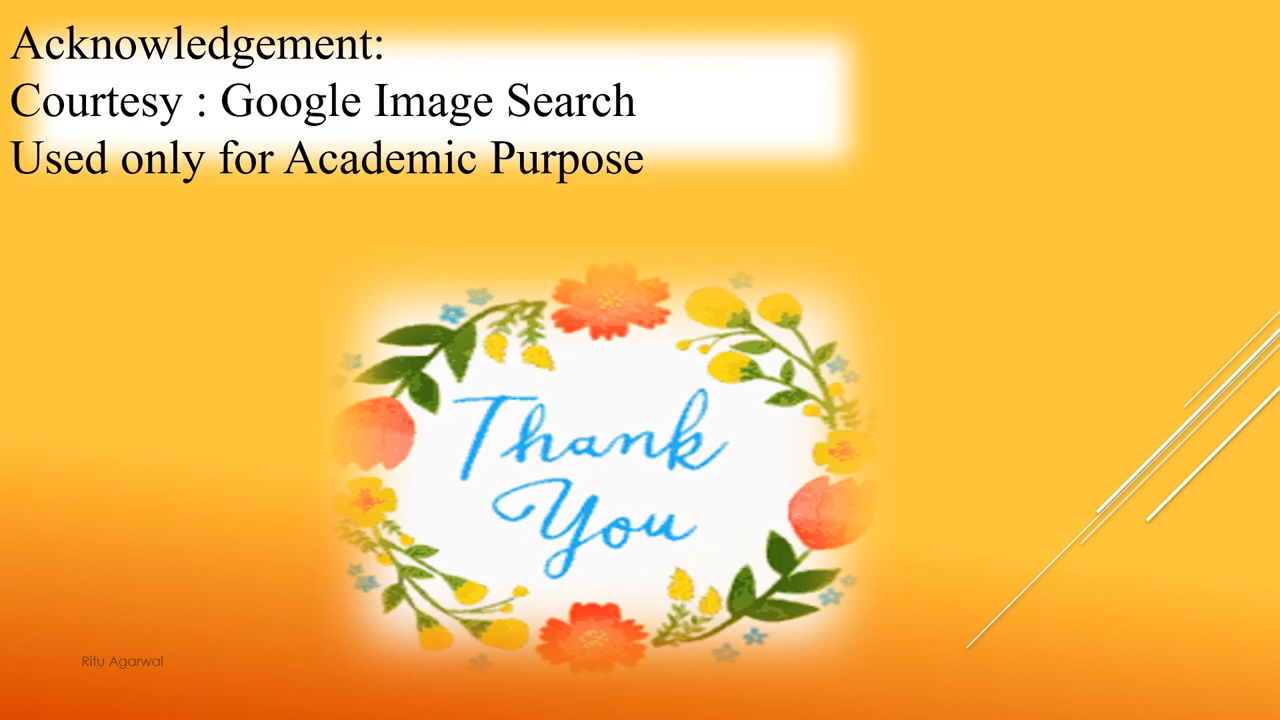 Acknowledgement:
Courtesy : Google Image Search
Used only for Academic Purpose
Thank
You
Ritu Agarwal